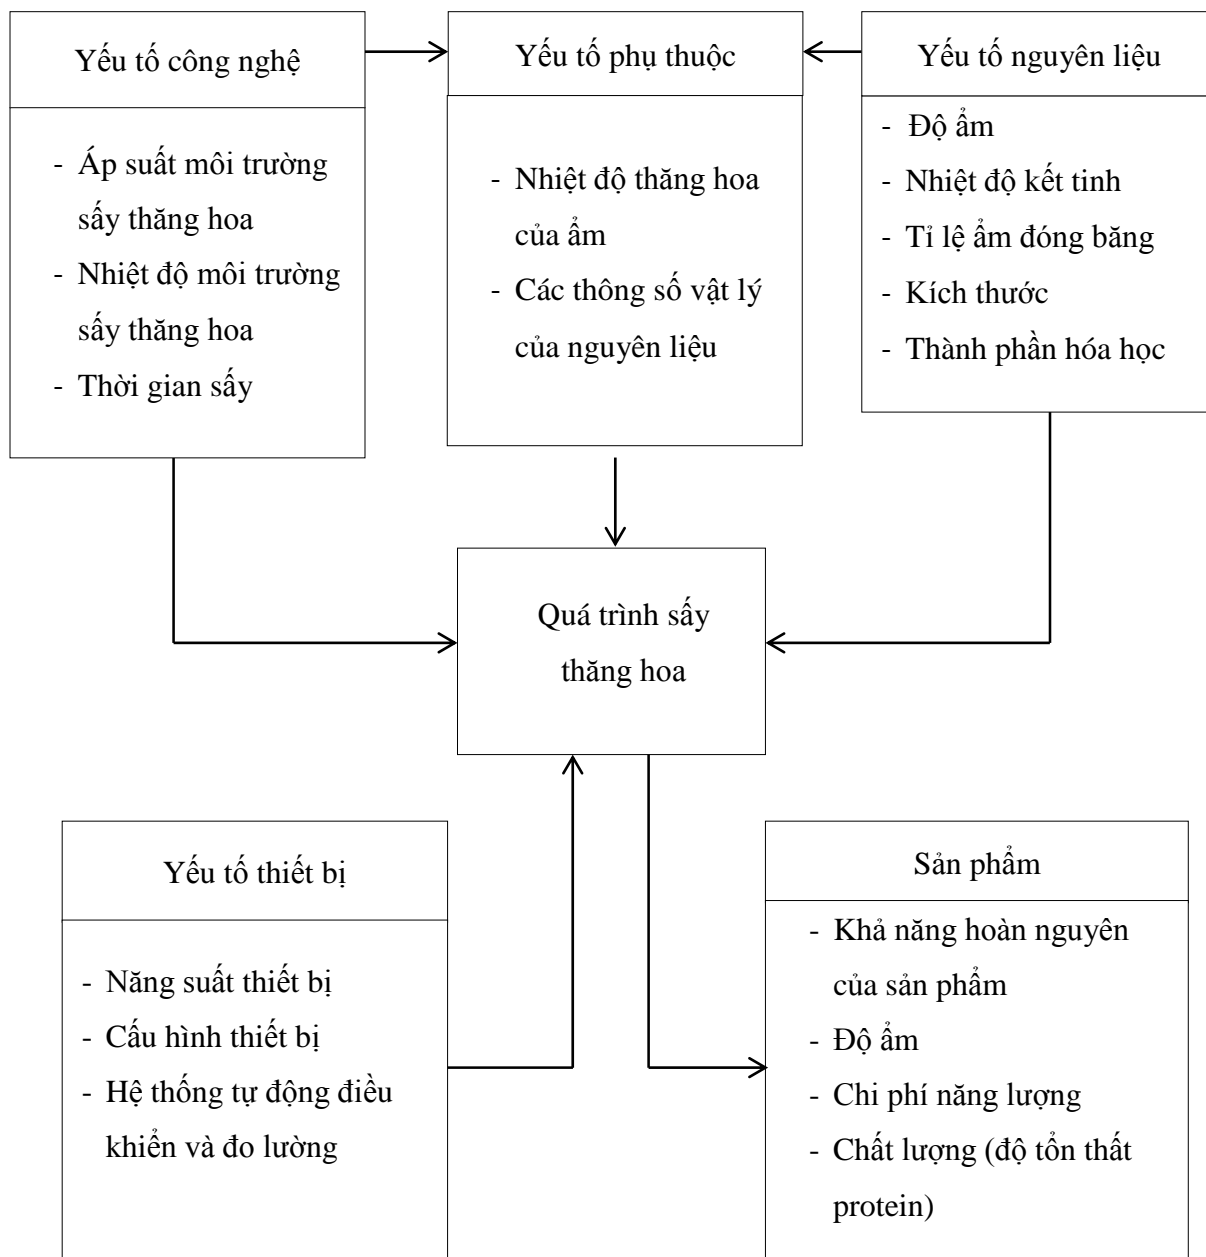 Yếu tố công nghệ
- Áp suất môi trường
sấy thăng hoa
- Nhiệt độ môi trường
sấy thăng hoa
- Thời gian sấy
Yếu tố phụ thuộc
- Nhiệt độ thăng hoa
của ẩm
- Các thông số vật lý
của nguyên liệu
Yếu tố nguyên liệu
- Độ ẩm
- Nhiệt độ kết tinh
- Tỉ lệ ẩm đóng băng
- Kích thước
- Thành phần hóa học
Quá trình sấy
thăng hoa
Yếu tố thiết bị
- Năng suất thiết bị
- Cấu hình thiết bị
- Hệ thống tự động điều
khiển và đo lường
Sản phẩm
- Khả năng hoàn nguyên
của sản phẩm
- Độ ẩm
- Chi phí năng lượng
- Chất lượng (độ tổn thất
protein)